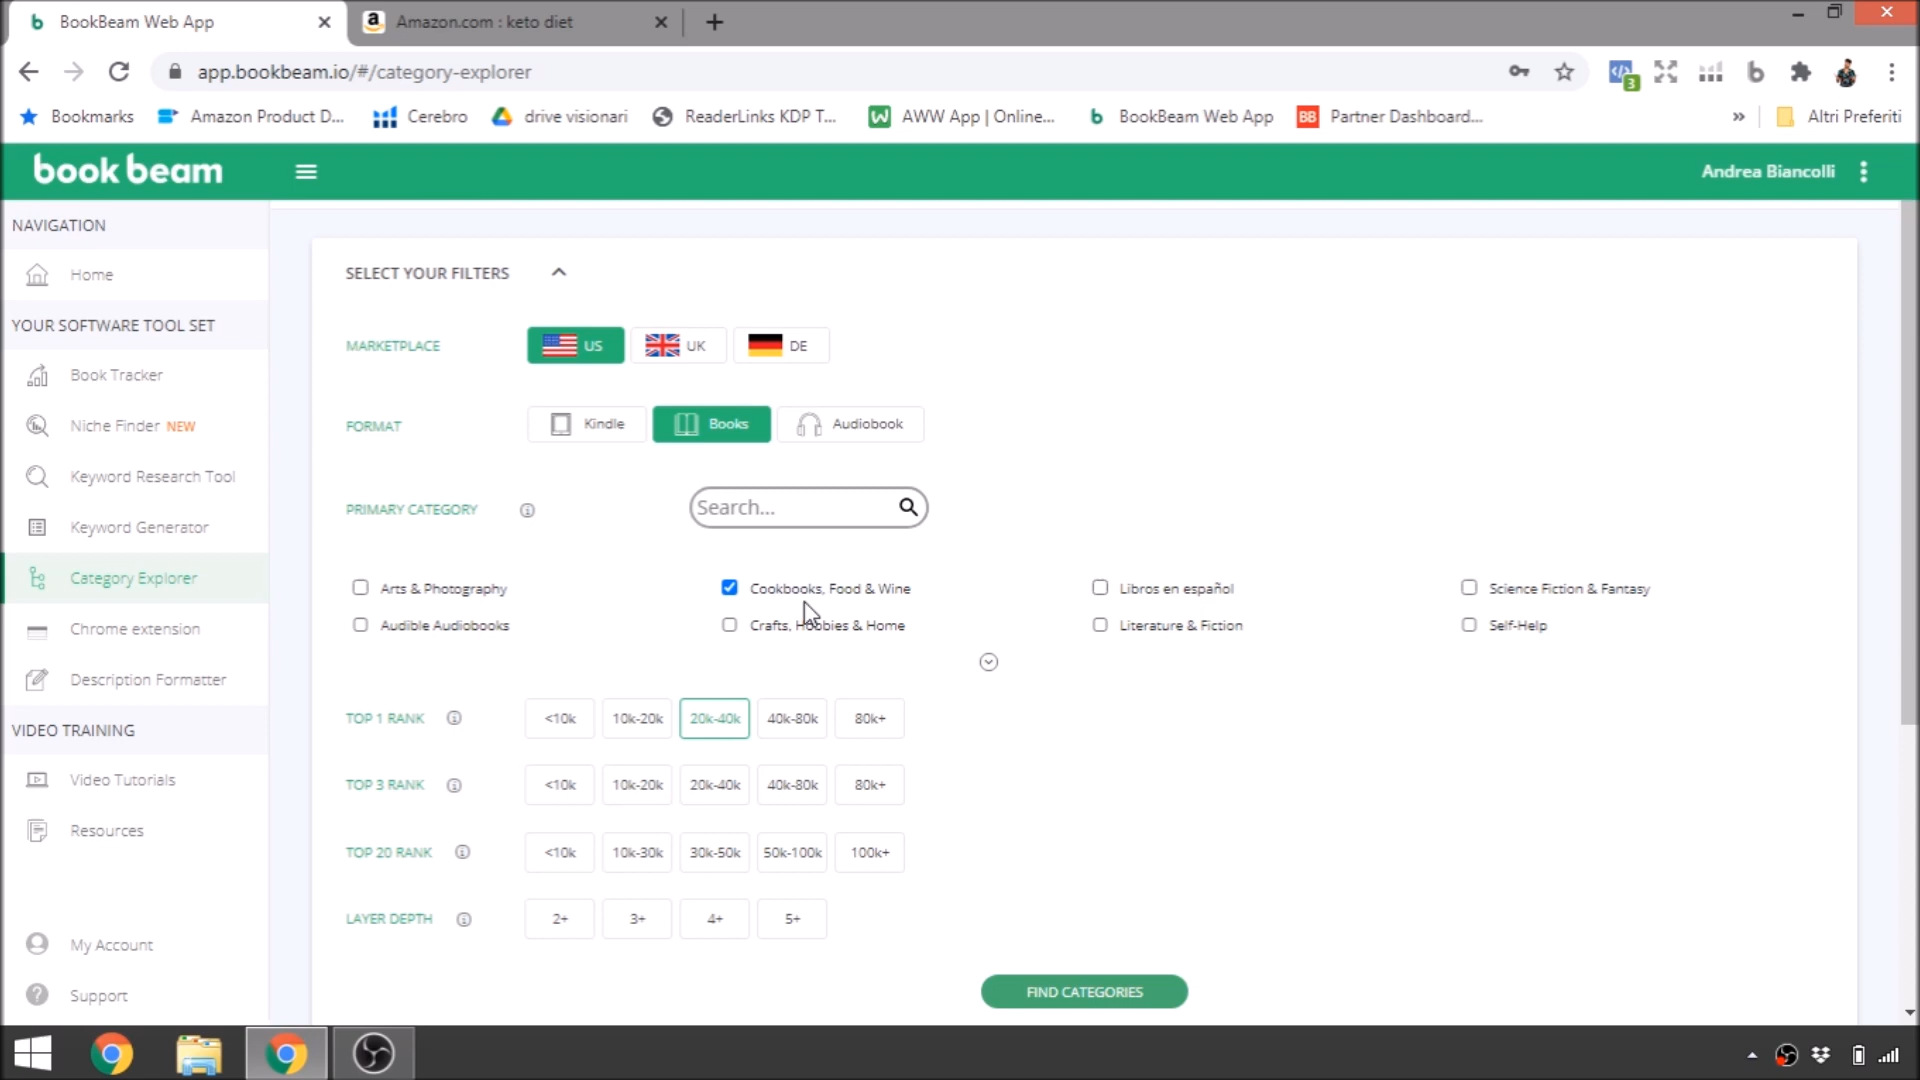 BookBeam Web App
Amazon.com : keto diet
app.bookbeam.io/#/category-explorer
3
Bookmarks
Amazon Product D...
Cerebro
drive visionari
ReaderLinks KDP T...
AWW App | Online...
BookBeam Web App
BB
Partner Dashboard...
»
Altri Preferiti
book beam
Andrea Biancolli
NAVIGATION
Home
YOUR SOFTWARE TOOL SET
Book Tracker
Niche Finder NEW
Keyword Research Tool
Keyword Generator
Category Explorer
Chrome extension
Description Formatter
VIDEO TRAINING
Video Tutorials
Resources
My Account
Support
SELECT YOUR FILTERS
MARKETPLACE
US
UK
DE
FORMAT
Kindle
Books
Audiobook
PRIMARY CATEGORY
Search...
Arts & Photography
Cookbooks, Food & Wine
Libros en español
Science Fiction & Fantasy
Audible Audiobooks
Crafts, Hobbies & Home
Literature & Fiction
Self-Help
TOP 1 RANK
<10k
10k-20k
20k-40k
40k-80k
80k+
TOP 3 RANK
<10k
10k-20k
20k-40k
40k-80k
80k+
TOP 20 RANK
<10k
10k-30k
30k-50k
50k-100k
100k+
LAYER DEPTH
2+
3+
4+
5+
FIND CATEGORIES